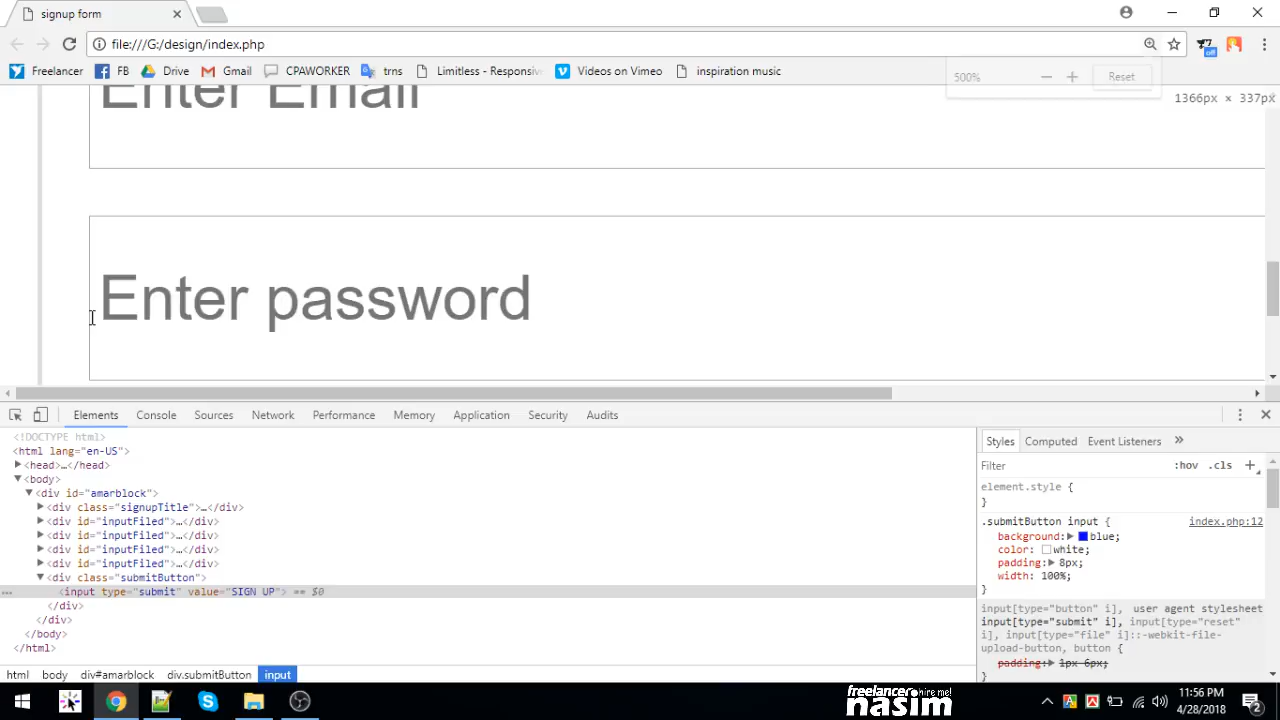 signup form
file:///G:/design/index.php
off
Freelancer FB Drive Gmail CPAWORKER trns Limitless - Responsiv Videos on Vimeo inspiration music
500% Reset
1366px × 337px
Enter Email
Enter password
Elements Console Sources Network Performance Memory Application Security Audits
<!DOCTYPE html>
<html lang="en-US">
<head>…</head>
<body>
<div id="amarblock">
<div class="signupTitle">…</div>
<div id="inputFiled">…</div>
<div id="inputFiled">…</div>
<div id="inputFiled">…</div>
<div id="inputFiled">…</div>
<div class="submitButton">
<input type="submit" value="SIGN UP"> == $0
</div>
</div>
</body>
</html>
html body div#amarblock div.submitButton input
Styles Computed Event Listeners »
Filter :hov .cls +
element.style {
}
.submitButton input { index.php:12
background: blue;
color: white;
padding: 8px;
width: 100%;
}
input[type="button" i], user agent stylesheet
input[type="submit" i], input[type="reset"
i], input[type="file" i]::-webkit-file-
upload-button, button {
padding: 1px 6px;
}
freelancer hire me!
nasim
11:56 PM
4/28/2018
2